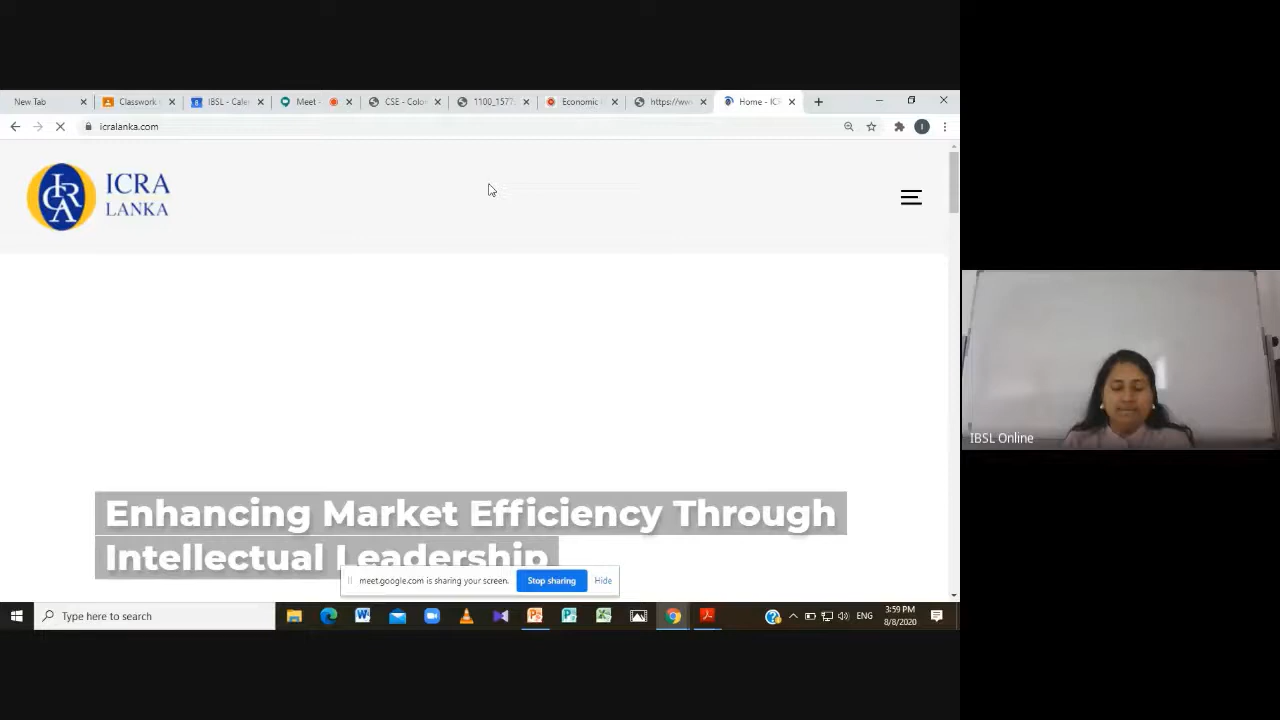 New Tab
Classwork
IBSL - Cale
Meet -
CSE - Colo
1100_1577
Economic
https://ww
Home - IC
icralanka.com
ICRA
LANKA
ICRA
Enhancing Market Efficiency Through
Intellectual Leadership
meet.google.com is sharing your screen.
Stop sharing
Hide
IBSL Online
Type here to search
ENG
3:59 PM
8/8/2020